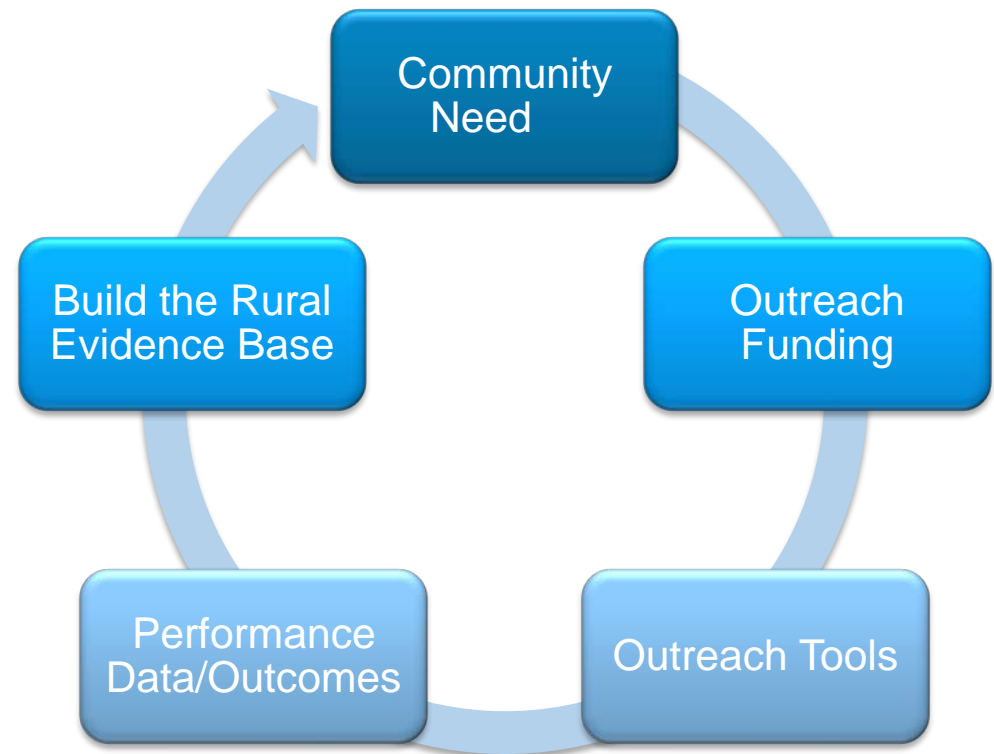 Community
Need
Outreach
Funding
Outreach Tools
Performance
Data/Outcomes
Build the Rural
Evidence Base